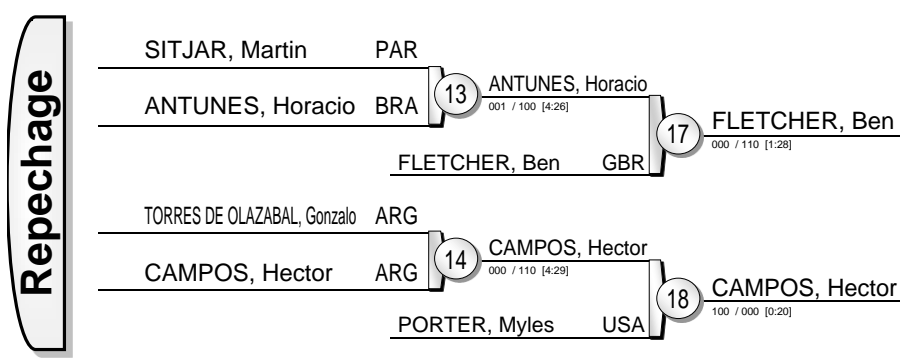 Repechage
SITJAR, Martin PAR
ANTUNES, Horacio BRA
13
ANTUNES, Horacio
001 / 100 [4:26]
FLETCHER, Ben GBR
17
FLETCHER, Ben
000 / 110 [1:28]
TORRES DE OLAZABAL, Gonzalo ARG
CAMPOS, Hector ARG
14
CAMPOS, Hector
000 / 110 [4:29]
PORTER, Myles USA
18
CAMPOS, Hector
100 / 000 [0:20]